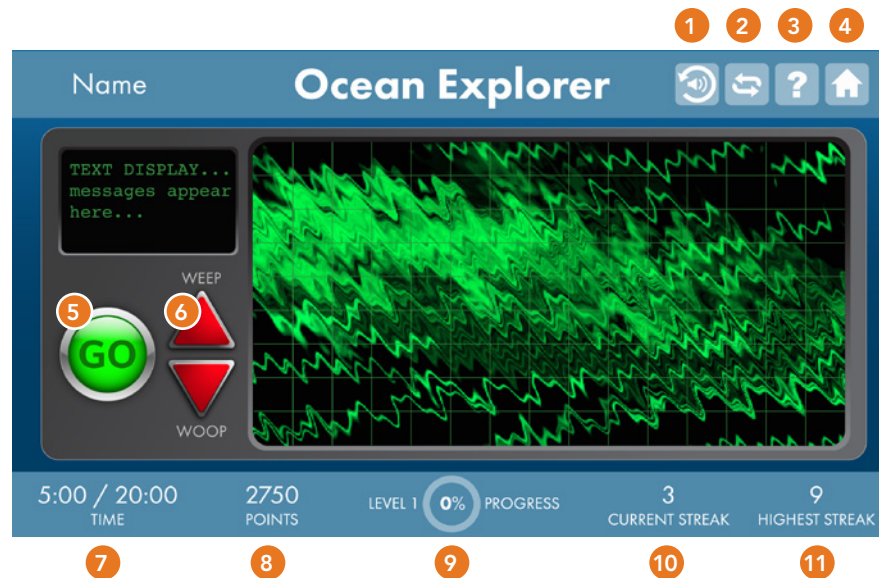 1 2 3 4
Name Ocean Explorer ?
TEXT DISPLAY...
messages appear
here...
WEEP
5 6
GO
WOOP
5:00 / 20:00 2750 LEVEL 1 0% PROGRESS 3 9
TIME POINTS CURRENT STREAK HIGHEST STREAK
7 8 9 10 11